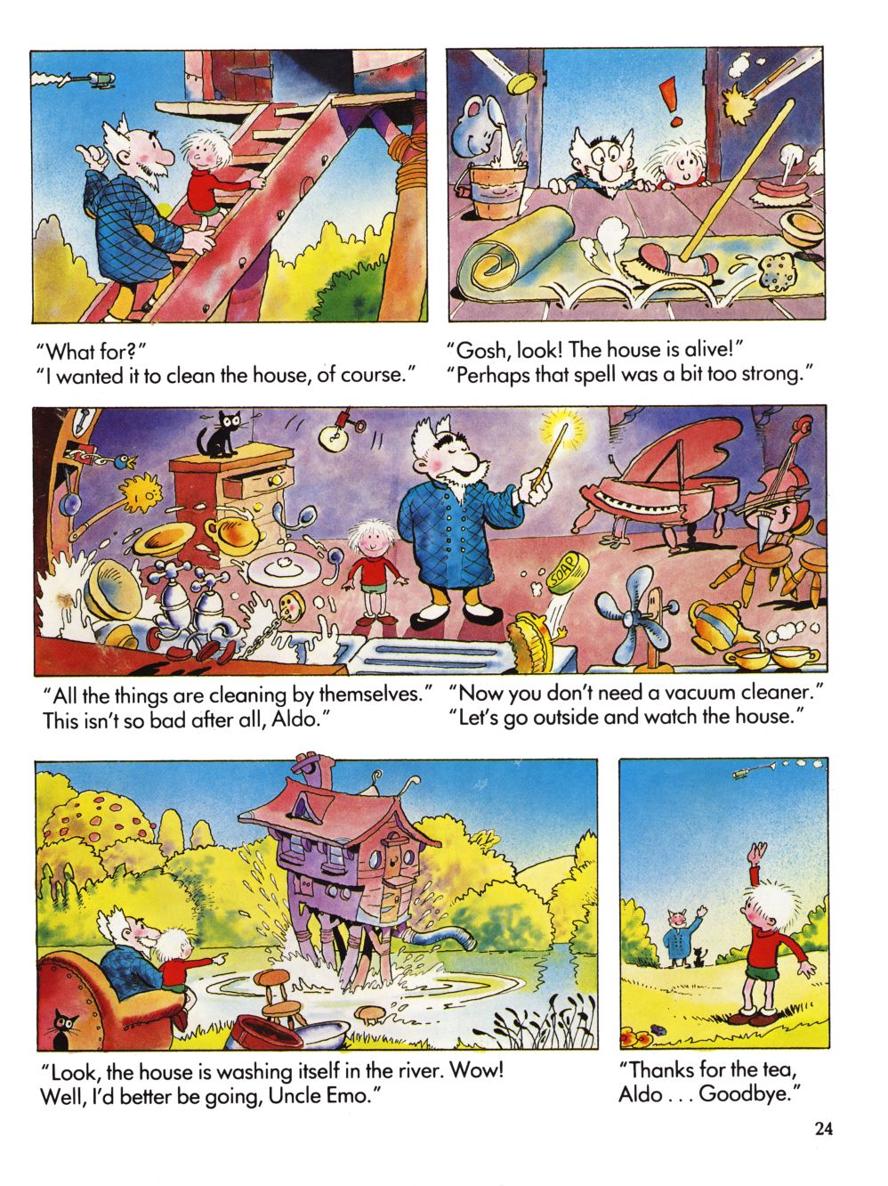 “What for?”
“I wanted it to clean the house, of course.”
“Gosh, look! The house is alive!”
“Perhaps that spell was a bit too strong.”
SOAP
“All the things are cleaning by themselves.”
This isn’t so bad after all, Aldo.”
“Now you don’t need a vacuum cleaner.”
“Let’s go outside and watch the house.”
“Look, the house is washing itself in the river. Wow!
Well, I’d better be going, Uncle Emo.”
“Thanks for the tea,
Aldo . . . Goodbye.”
24